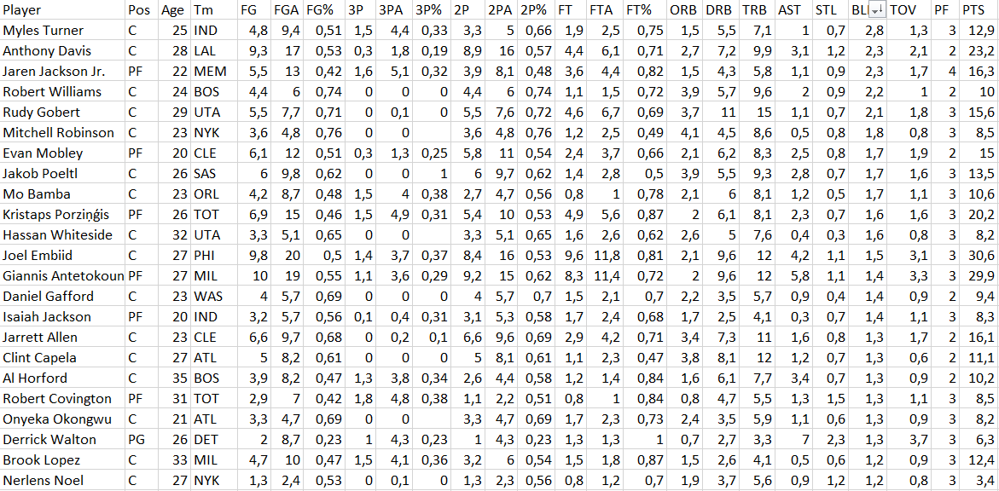 Player Pos Age Tm FG FGA FG% 3P 3PA 3P% 2P 2PA 2P% FT FTA FT% ORB DRB TRB AST STL BL TOV PF PTS
Myles Turner C 25 IND 4,8 9,4 0,51 1,5 4,4 0,33 3,3 5 0,66 1,9 2,5 0,75 1,5 5,5 7,1 1 0,7 2,8 1,3 3 12,9
Anthony Davis C 28 LAL 9,3 17 0,53 0,3 1,8 0,19 8,9 16 0,57 4,4 6,1 0,71 2,7 7,2 9,9 3,1 1,2 2,3 2,1 2 23,2
Jaren Jackson Jr. PF 22 MEM 5,5 13 0,42 1,6 5,1 0,32 3,9 8,1 0,48 3,6 4,4 0,82 1,5 4,3 5,8 1,1 0,9 2,3 1,7 4 16,3
Robert Williams C 24 BOS 4,4 6 0,74 0 0 0 4,4 6 0,74 1,1 1,5 0,72 3,9 5,7 9,6 2 0,9 2,2 1 2 10
Rudy Gobert C 29 UTA 5,5 7,7 0,71 0 0,1 0 5,5 7,6 0,72 4,6 6,7 0,69 3,7 11 15 1,1 0,7 2,1 1,8 3 15,6
Mitchell Robinson C 23 NYK 3,6 4,8 0,76 0 0 3,6 4,8 0,76 1,2 2,5 0,49 4,1 4,5 8,6 0,5 0,8 1,8 0,8 3 8,5
Evan Mobley PF 20 CLE 6,1 12 0,51 0,3 1,3 0,25 5,8 11 0,54 2,4 3,7 0,66 2,1 6,2 8,3 2,5 0,8 1,7 1,9 2 15
Jakob Poeltl C 26 SAS 6 9,8 0,62 0 0 1 6 9,7 0,62 1,4 2,8 0,5 3,9 5,5 9,3 2,8 0,7 1,7 1,6 3 13,5
Mo Bamba C 23 ORL 4,2 8,7 0,48 1,5 4 0,38 2,7 4,7 0,56 0,8 1 0,78 2,1 6 8,1 1,2 0,5 1,7 1,1 3 10,6
Kristaps Porziņģis PF 26 TOT 6,9 15 0,46 1,5 4,9 0,31 5,4 10 0,53 4,9 5,6 0,87 2 6,1 8,1 2,3 0,7 1,6 1,6 3 20,2
Hassan Whiteside C 32 UTA 3,3 5,1 0,65 0 0 3,3 5,1 0,65 1,6 2,6 0,62 2,6 5 7,6 0,4 0,3 1,6 0,8 3 8,2
Joel Embiid C 27 PHI 9,8 20 0,5 1,4 3,7 0,37 8,4 16 0,53 9,6 11,8 0,81 2,1 9,6 12 4,2 1,1 1,5 3,1 3 30,6
Giannis Antetokoun PF 27 MIL 10 19 0,55 1,1 3,6 0,29 9,2 15 0,62 8,3 11,4 0,72 2 9,6 12 5,8 1,1 1,4 3,3 3 29,9
Daniel Gafford C 23 WAS 4 5,7 0,69 0 0 0 4 5,7 0,7 1,5 2,1 0,7 2,2 3,5 5,7 0,9 0,4 1,4 0,9 2 9,4
Isaiah Jackson PF 20 IND 3,2 5,7 0,56 0,1 0,4 0,31 3,1 5,3 0,58 1,7 2,4 0,68 1,7 2,5 4,1 0,3 0,7 1,4 1,1 3 8,3
Jarrett Allen C 23 CLE 6,6 9,7 0,68 0 0,2 0,1 6,6 9,6 0,69 2,9 4,2 0,71 3,4 7,3 11 1,6 0,8 1,3 1,7 2 16,1
Clint Capela C 27 ATL 5 8,2 0,61 0 0 0 5 8,1 0,61 1,1 2,3 0,47 3,8 8,1 12 1,2 0,7 1,3 0,6 2 11,1
Al Horford C 35 BOS 3,9 8,2 0,47 1,3 3,8 0,34 2,6 4,4 0,58 1,2 1,4 0,84 1,6 6,1 7,7 3,4 0,7 1,3 0,9 2 10,2
Robert Covington PF 31 TOT 2,9 7 0,42 1,8 4,8 0,38 1,1 2,2 0,51 0,8 1 0,84 0,8 4,7 5,5 1,3 1,5 1,3 1,1 3 8,5
Onyeka Okongwu C 21 ATL 3,3 4,7 0,69 0 0 3,3 4,7 0,69 1,7 2,3 0,73 2,4 3,5 5,9 1,1 0,6 1,3 0,9 3 8,2
Derrick Walton PG 26 DET 2 8,7 0,23 1 4,3 0,23 1 4,3 0,23 1,3 1,3 1 0,7 2,7 3,3 7 2,3 1,3 3,7 3 6,3
Brook Lopez C 33 MIL 4,7 10 0,47 1,5 4,1 0,36 3,2 6 0,54 1,5 1,8 0,87 1,5 2,6 4,1 0,5 0,6 1,2 0,9 3 12,4
Nerlens Noel C 27 NYK 1,3 2,4 0,53 0 0,1 0 1,3 2,3 0,56 0,8 1,2 0,7 1,9 3,7 5,6 0,9 1,2 1,2 0,8 3 3,4